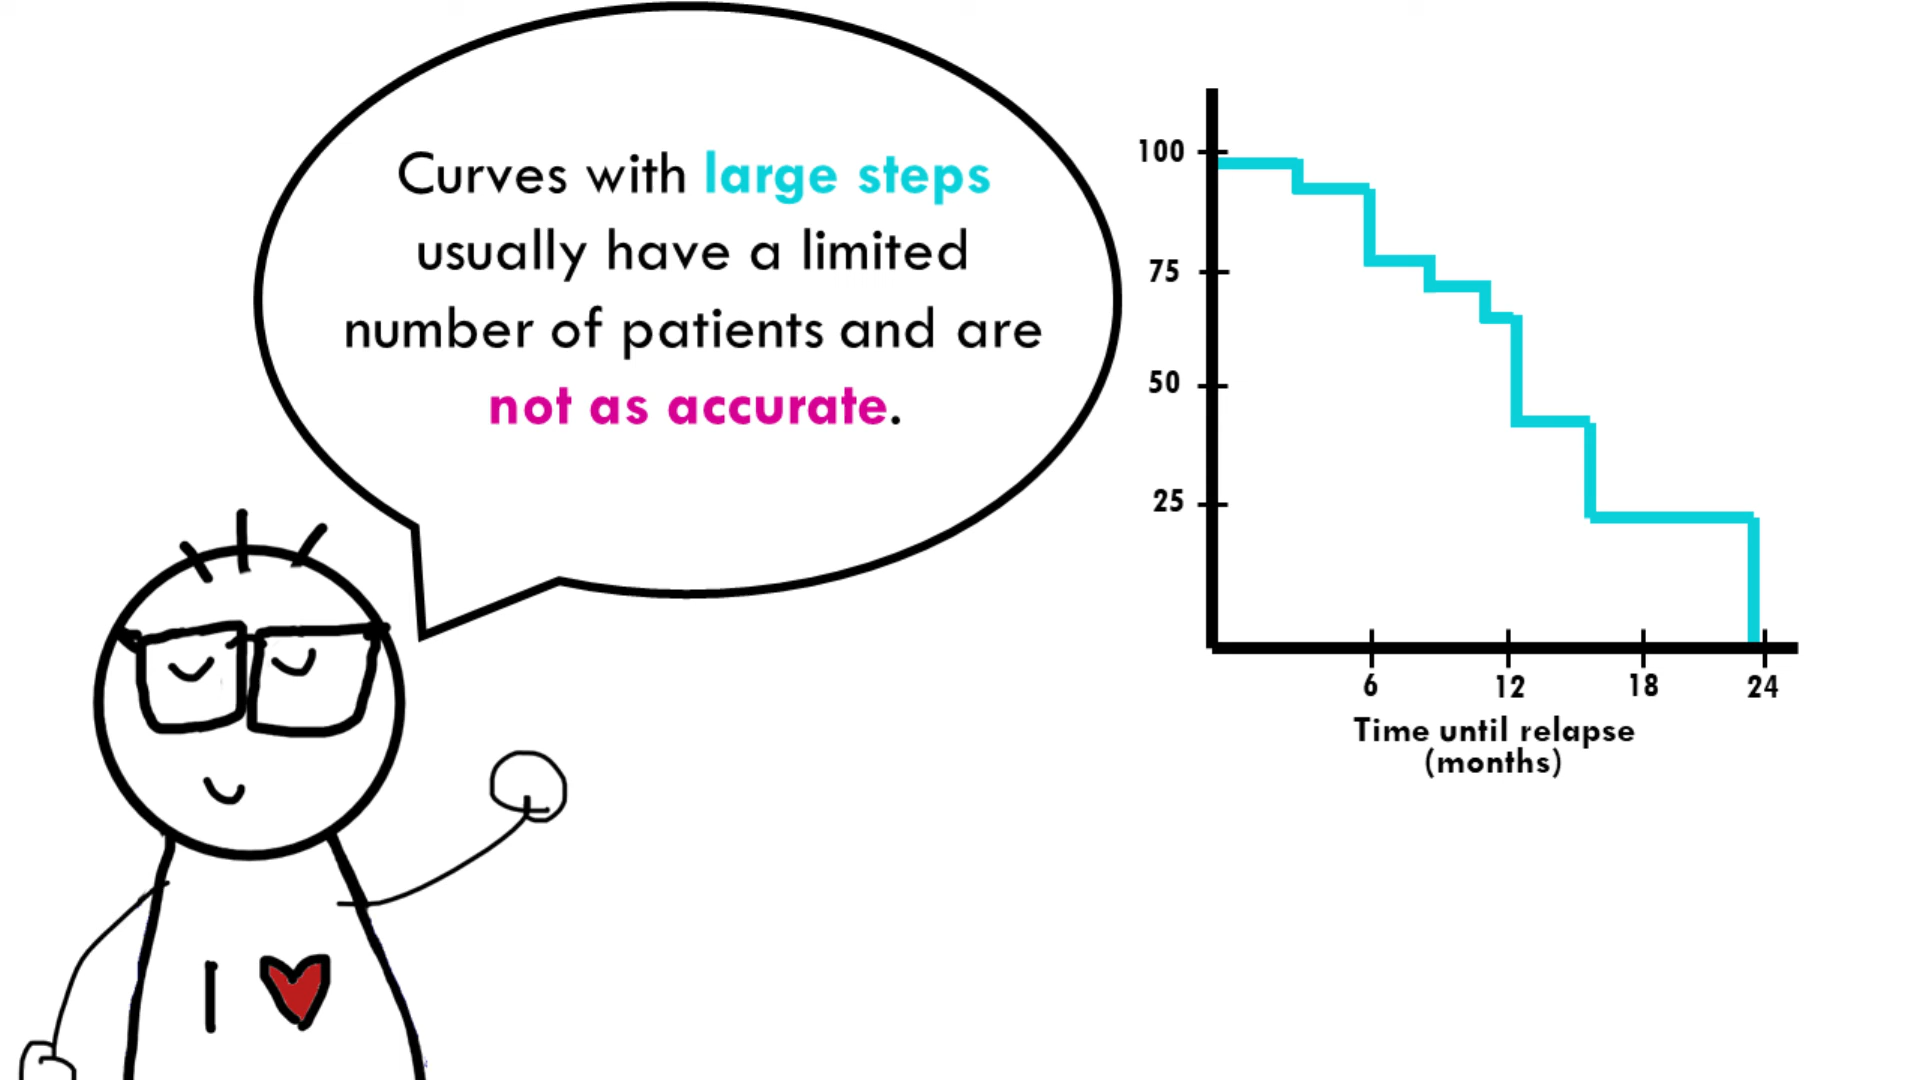 Curves with large steps
usually have a limited
number of patients and are
not as accurate.
100
75
50
25
6 12 18 24
Time until relapse
(months)
I ♥